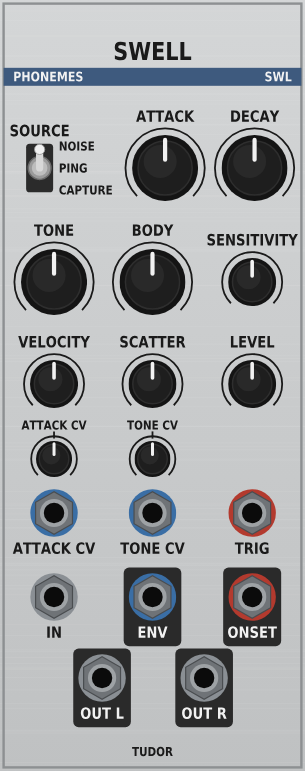 SWELL
PHONEMES SWL
ATTACK DECAY
SOURCE
NOISE
PING
CAPTURE
TONE BODY SENSITIVITY
VELOCITY SCATTER LEVEL
ATTACK CV TONE CV
ATTACK CV TONE CV TRIG
IN ENV ONSET
OUT L OUT R
TUDOR